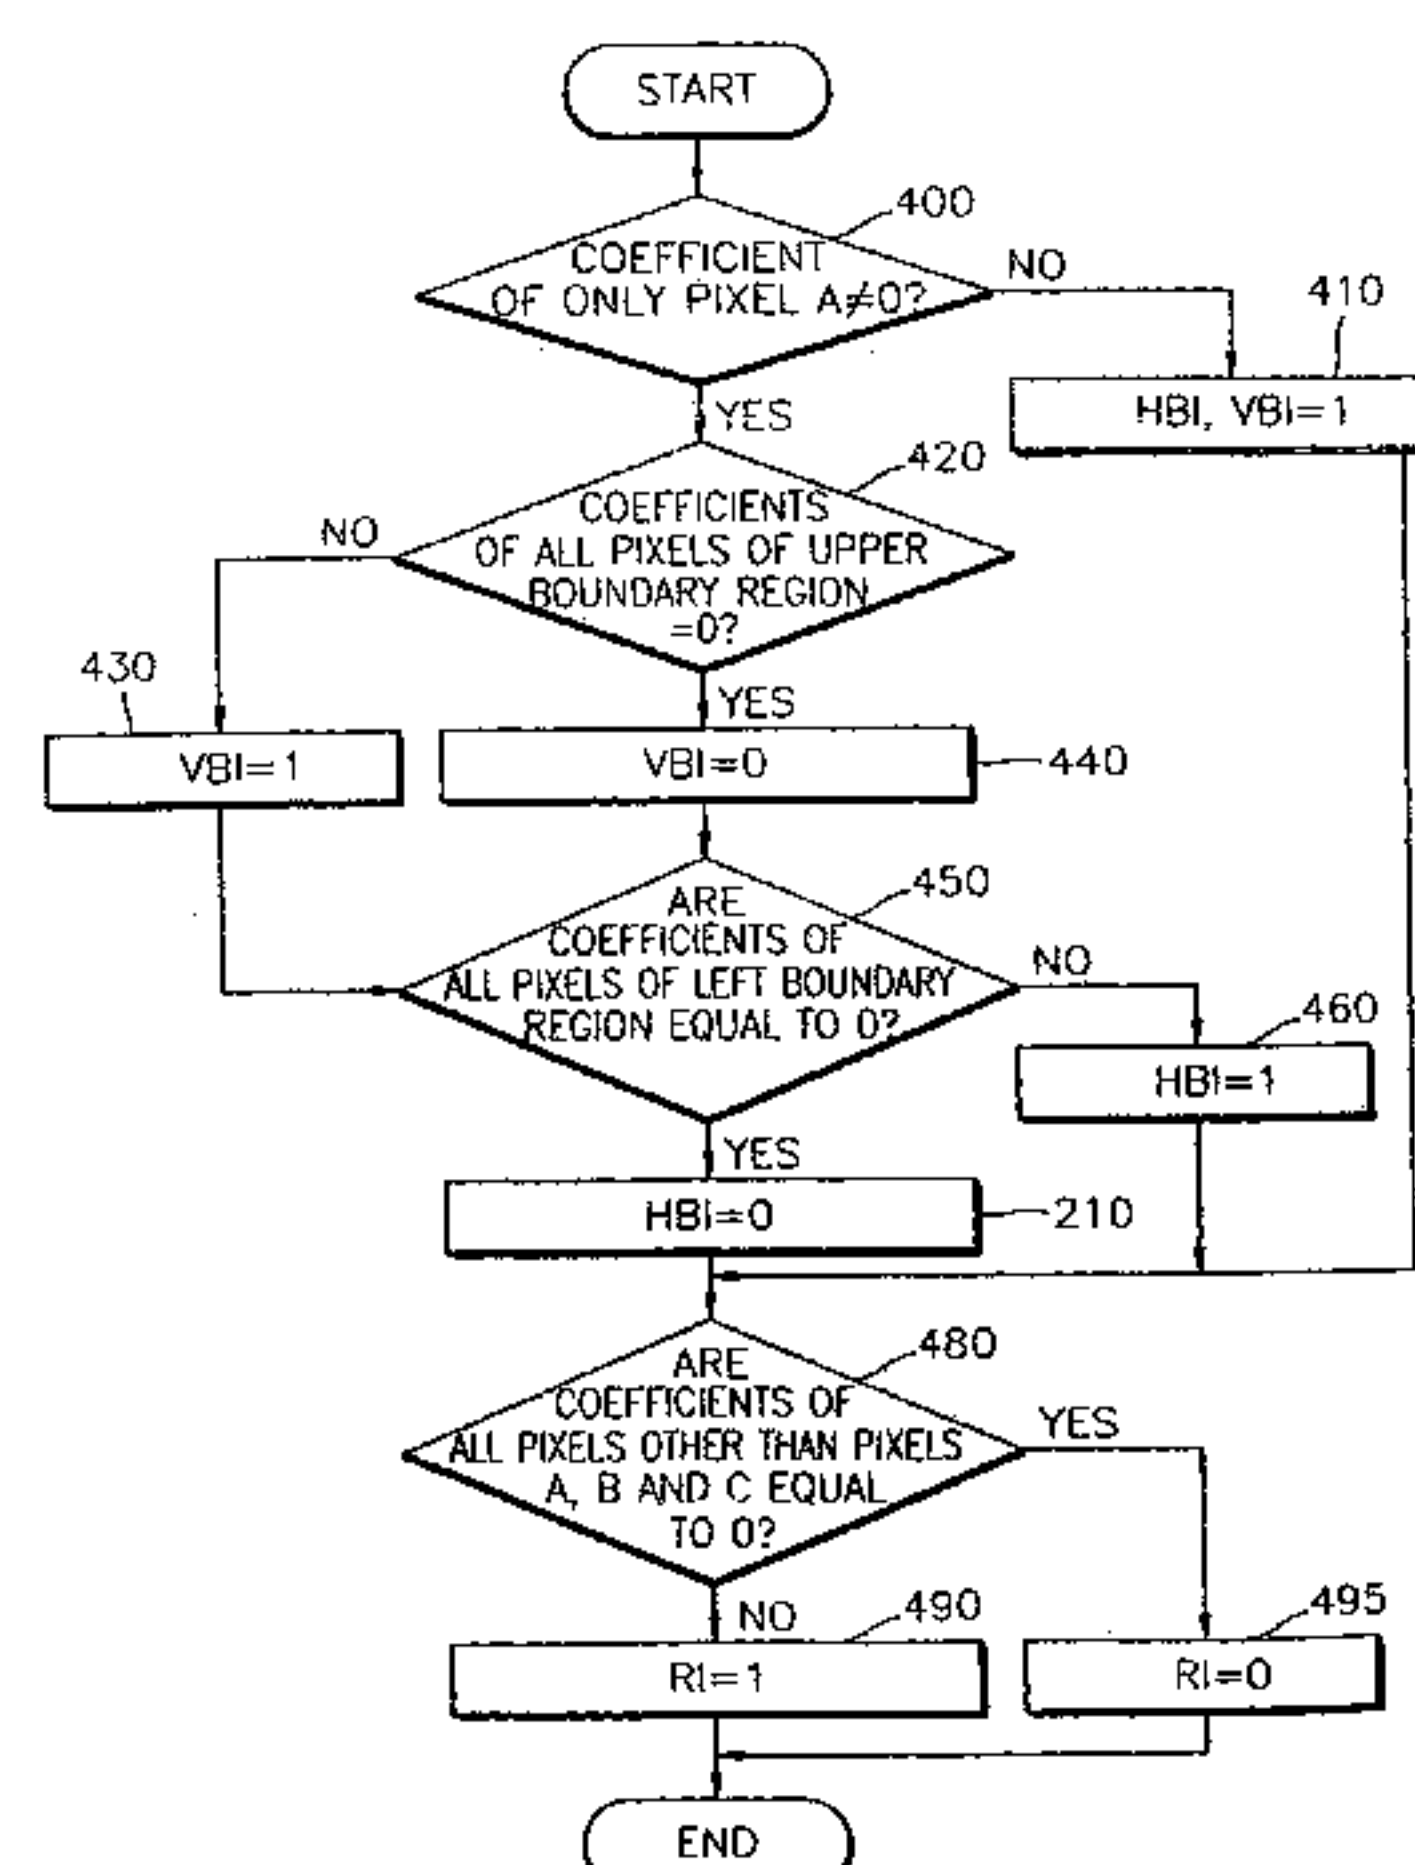 START
400
COEFFICIENT
OF ONLY PIXEL A≠0?
NO
410
HBI, VBI=1
YES
420
COEFFICIENTS
OF ALL PIXELS OF UPPER
BOUNDARY REGION
=0?
NO
430
VBI=1
YES
VBI=0
440
450
ARE
COEFFICIENTS OF
ALL PIXELS OF LEFT BOUNDARY
REGION EQUAL TO 0?
NO
460
HBI=1
YES
HBI=0
210
480
ARE
COEFFICIENTS OF
ALL PIXELS OTHER THAN PIXELS
A, B AND C EQUAL
TO 0?
YES
NO
490
RI=1
495
RI=0
END